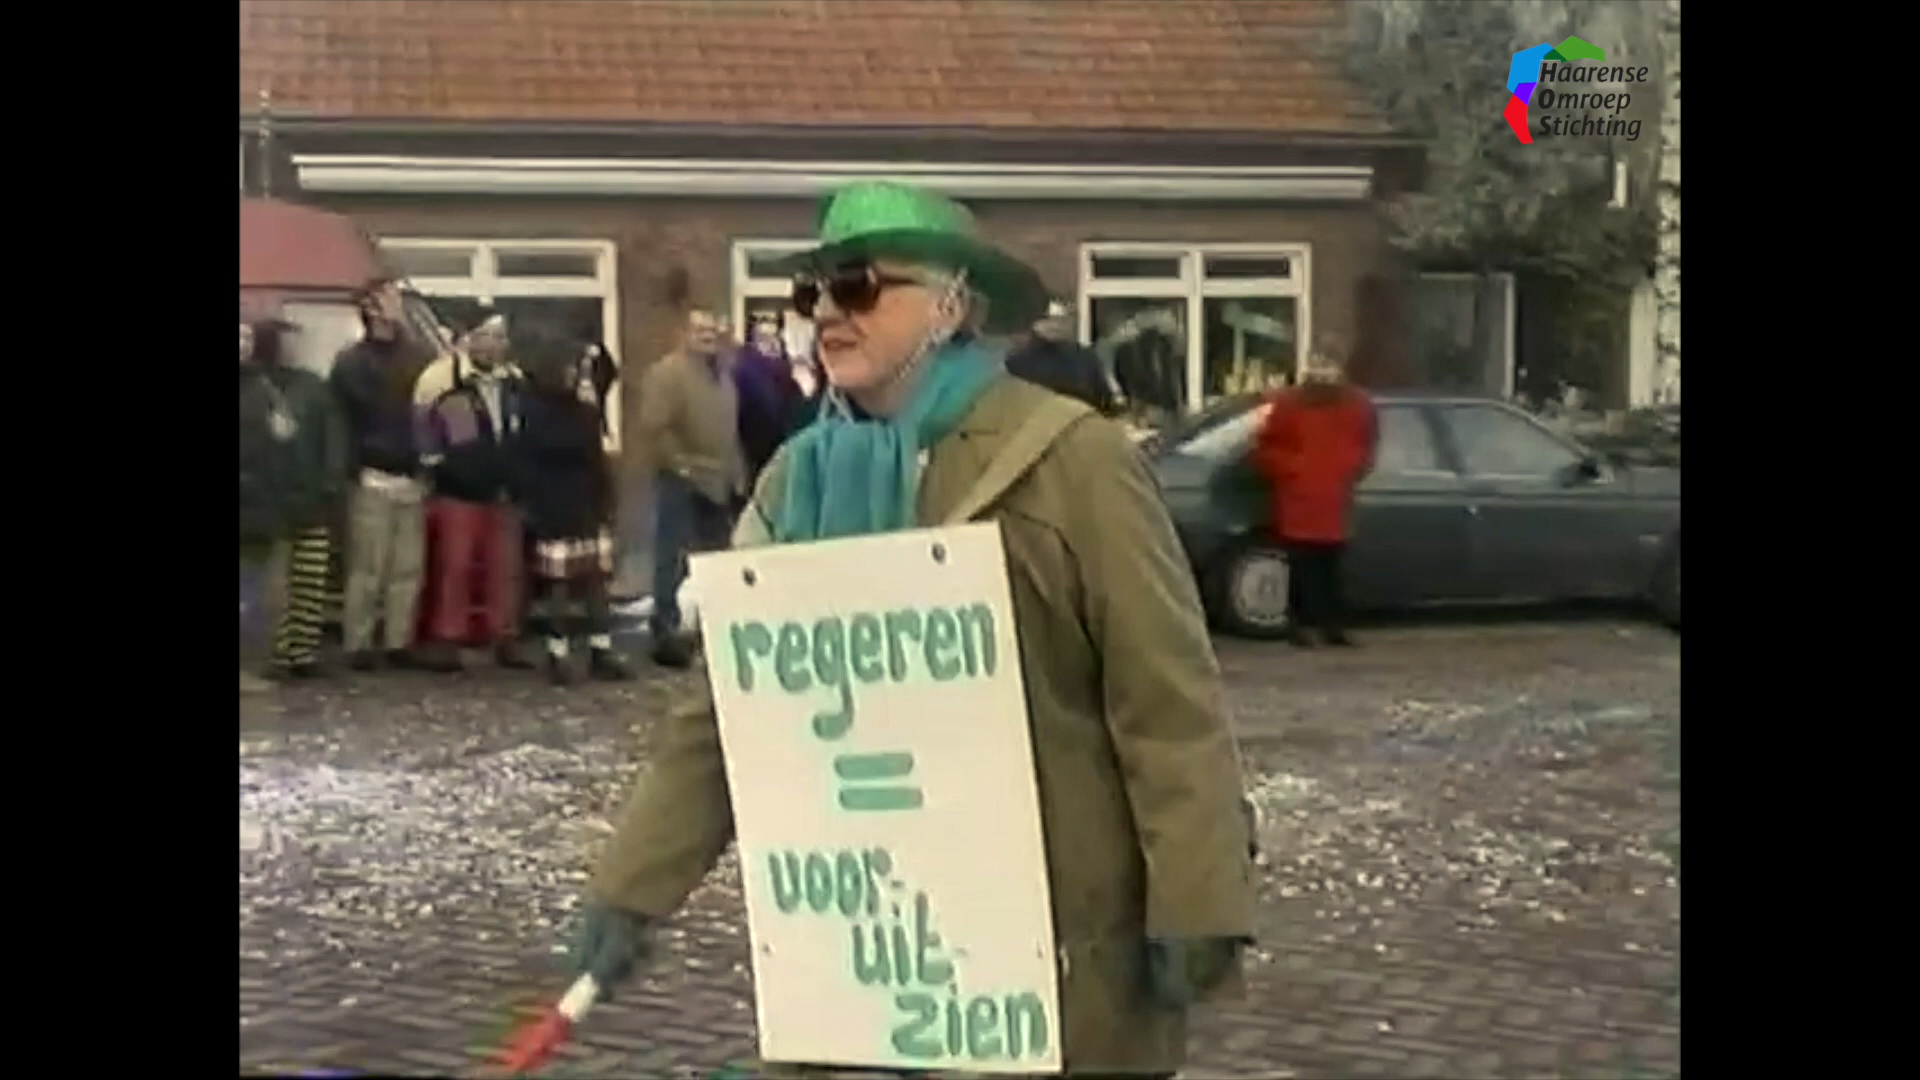 Haarense
Omroep
Stichting
regeren
=
voor-
uit-
zien